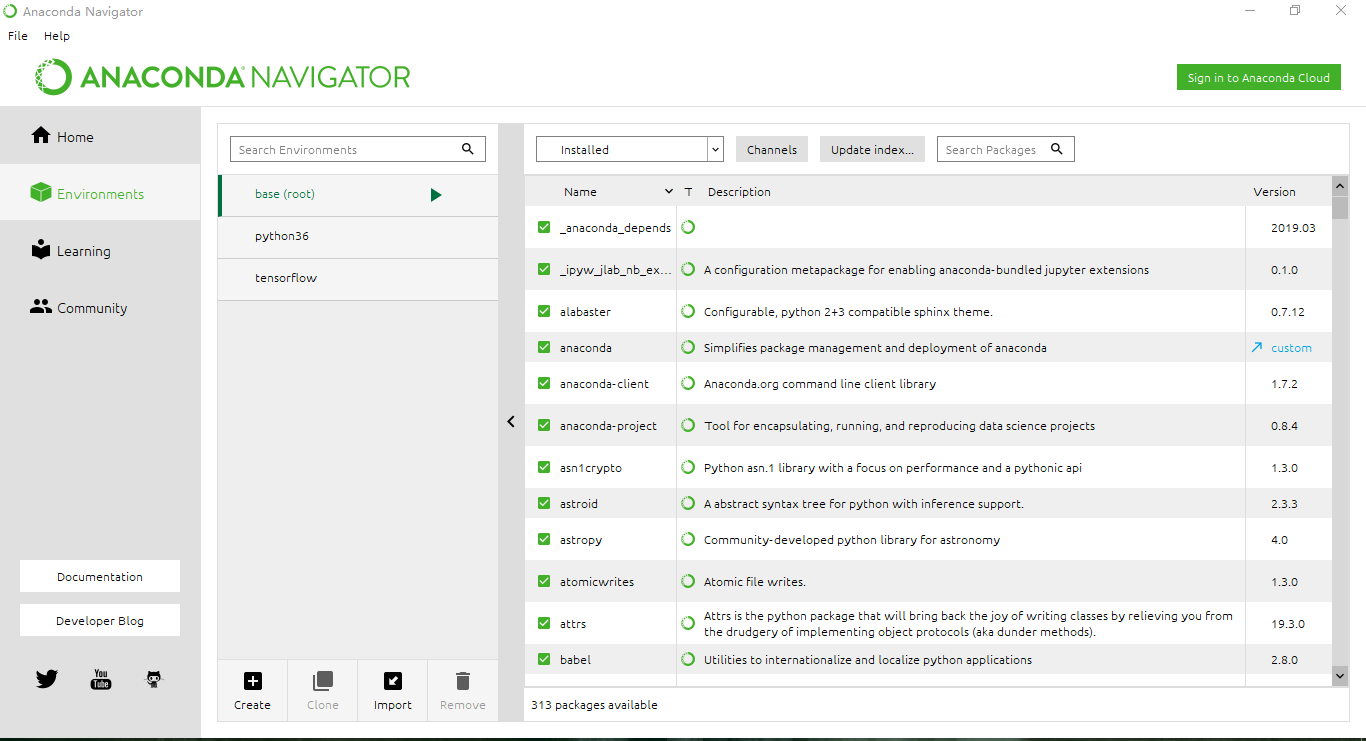 Anaconda Navigator
File Help
ANACONDA NAVIGATOR
Sign in to Anaconda Cloud
Home
Environments
Learning
Community
Documentation
Developer Blog
You
Tube
Search Environments
base (root)
python36
tensorflow
Create
Clone
Import
Remove
Installed
Channels
Update index...
Search Packages
Name T Description Version
_anaconda_depends 2019.03
_ipyw_jlab_nb_ex... A configuration metapackage for enabling anaconda-bundled jupyter extensions 0.1.0
alabaster Configurable, python 2+3 compatible sphinx theme. 0.7.12
anaconda Simplifies package management and deployment of anaconda custom
anaconda-client Anaconda.org command line client library 1.7.2
anaconda-project Tool for encapsulating, running, and reproducing data science projects 0.8.4
asn1crypto Python asn.1 library with a focus on performance and a pythonic api 1.3.0
astroid A abstract syntax tree for python with inference support. 2.3.3
astropy Community-developed python library for astronomy 4.0
atomicwrites Atomic file writes. 1.3.0
attrs Attrs is the python package that will bring back the joy of writing classes by relieving you from 19.3.0
the drudgery of implementing object protocols (aka dunder methods).
babel Utilities to internationalize and localize python applications 2.8.0
313 packages available